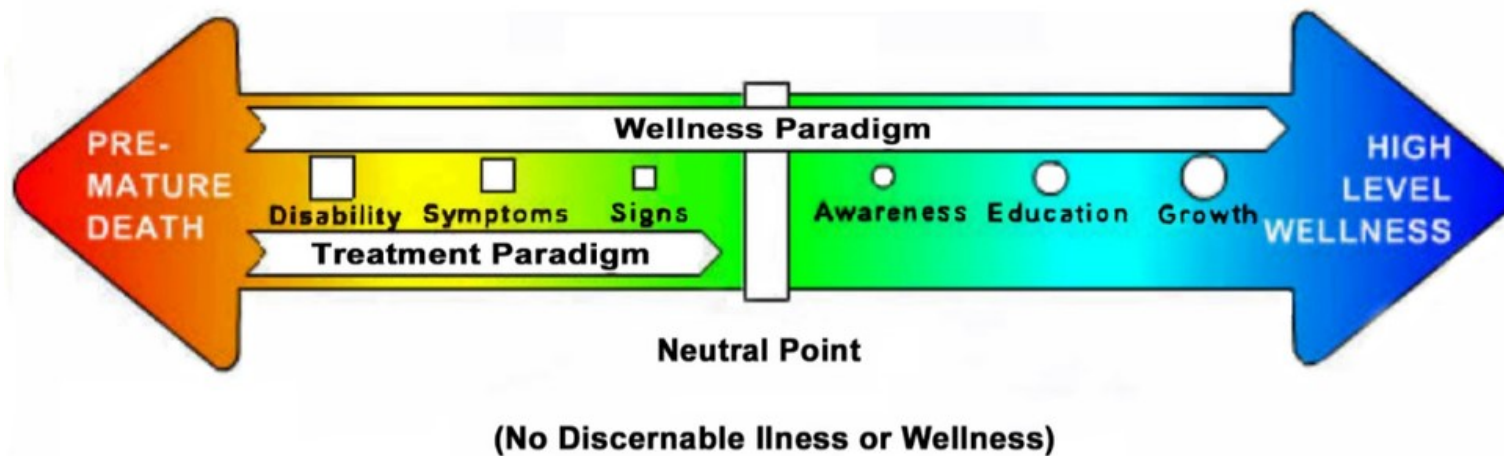 PRE-
MATURE
DEATH
Wellness Paradigm
Disability Symptoms Signs Awareness Education Growth
Treatment Paradigm
HIGH
LEVEL
WELLNESS
Neutral Point
(No Discernable Ilness or Wellness)